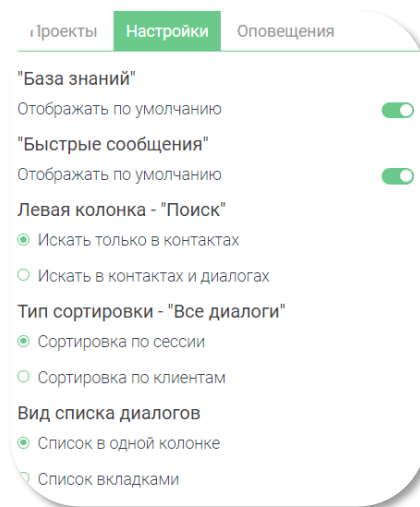 Проекты Настройки Оповещения
"База знаний"
Отображать по умолчанию
"Быстрые сообщения"
Отображать по умолчанию
Левая колонка - "Поиск"
Искать только в контактах
Искать в контактах и диалогах
Тип сортировки - "Все диалоги"
Сортировка по сессии
Сортировка по клиентам
Вид списка диалогов
Список в одной колонке
Список вкладками